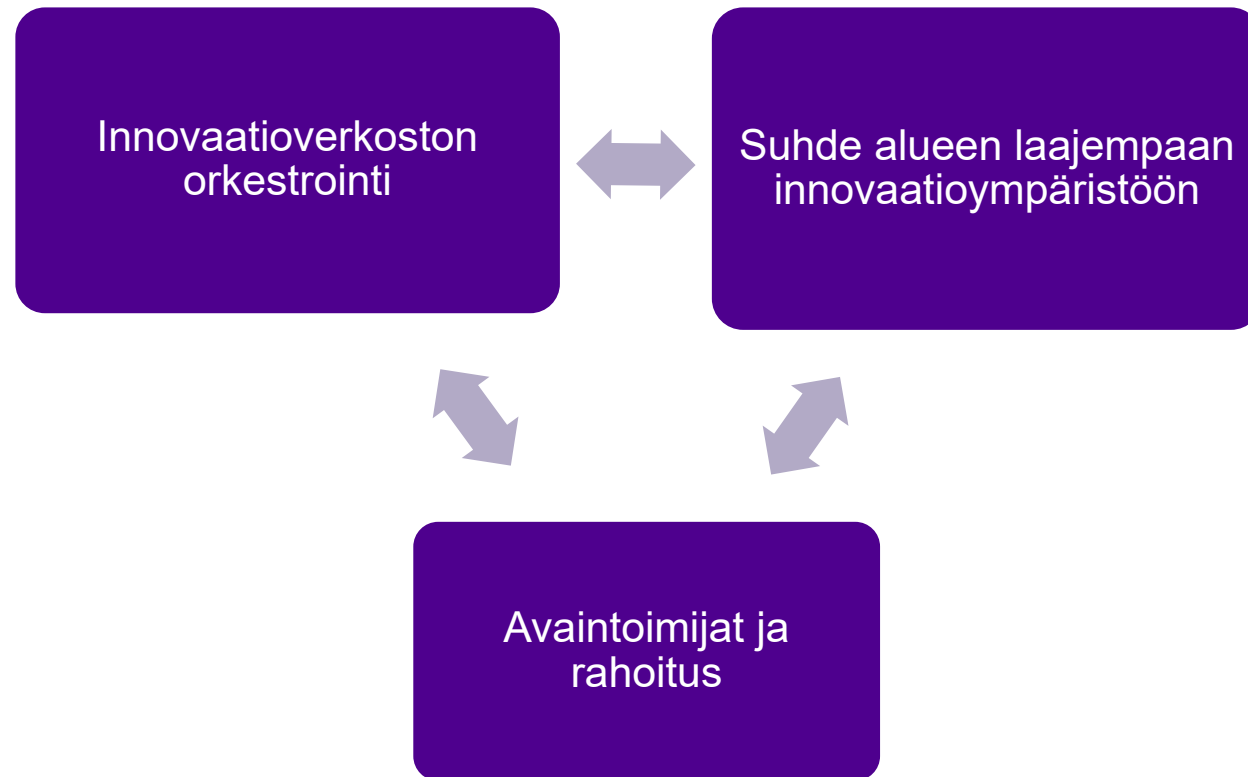 Innovaatioverkoston
orkestrointi
Suhde alueen laajempaan
innovaatioympäristöön
Avaintoimijat ja
rahoitus